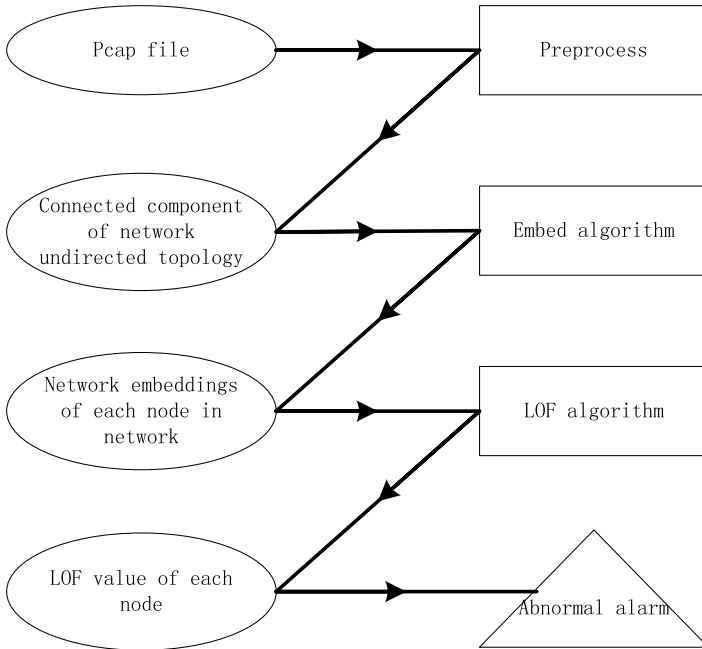 Pcap file
Preprocess
Connected component
of network
undirected topology
Embed algorithm
Network embeddings
of each node in
network
LOF algorithm
LOF value of each
node
Abnormal alarm